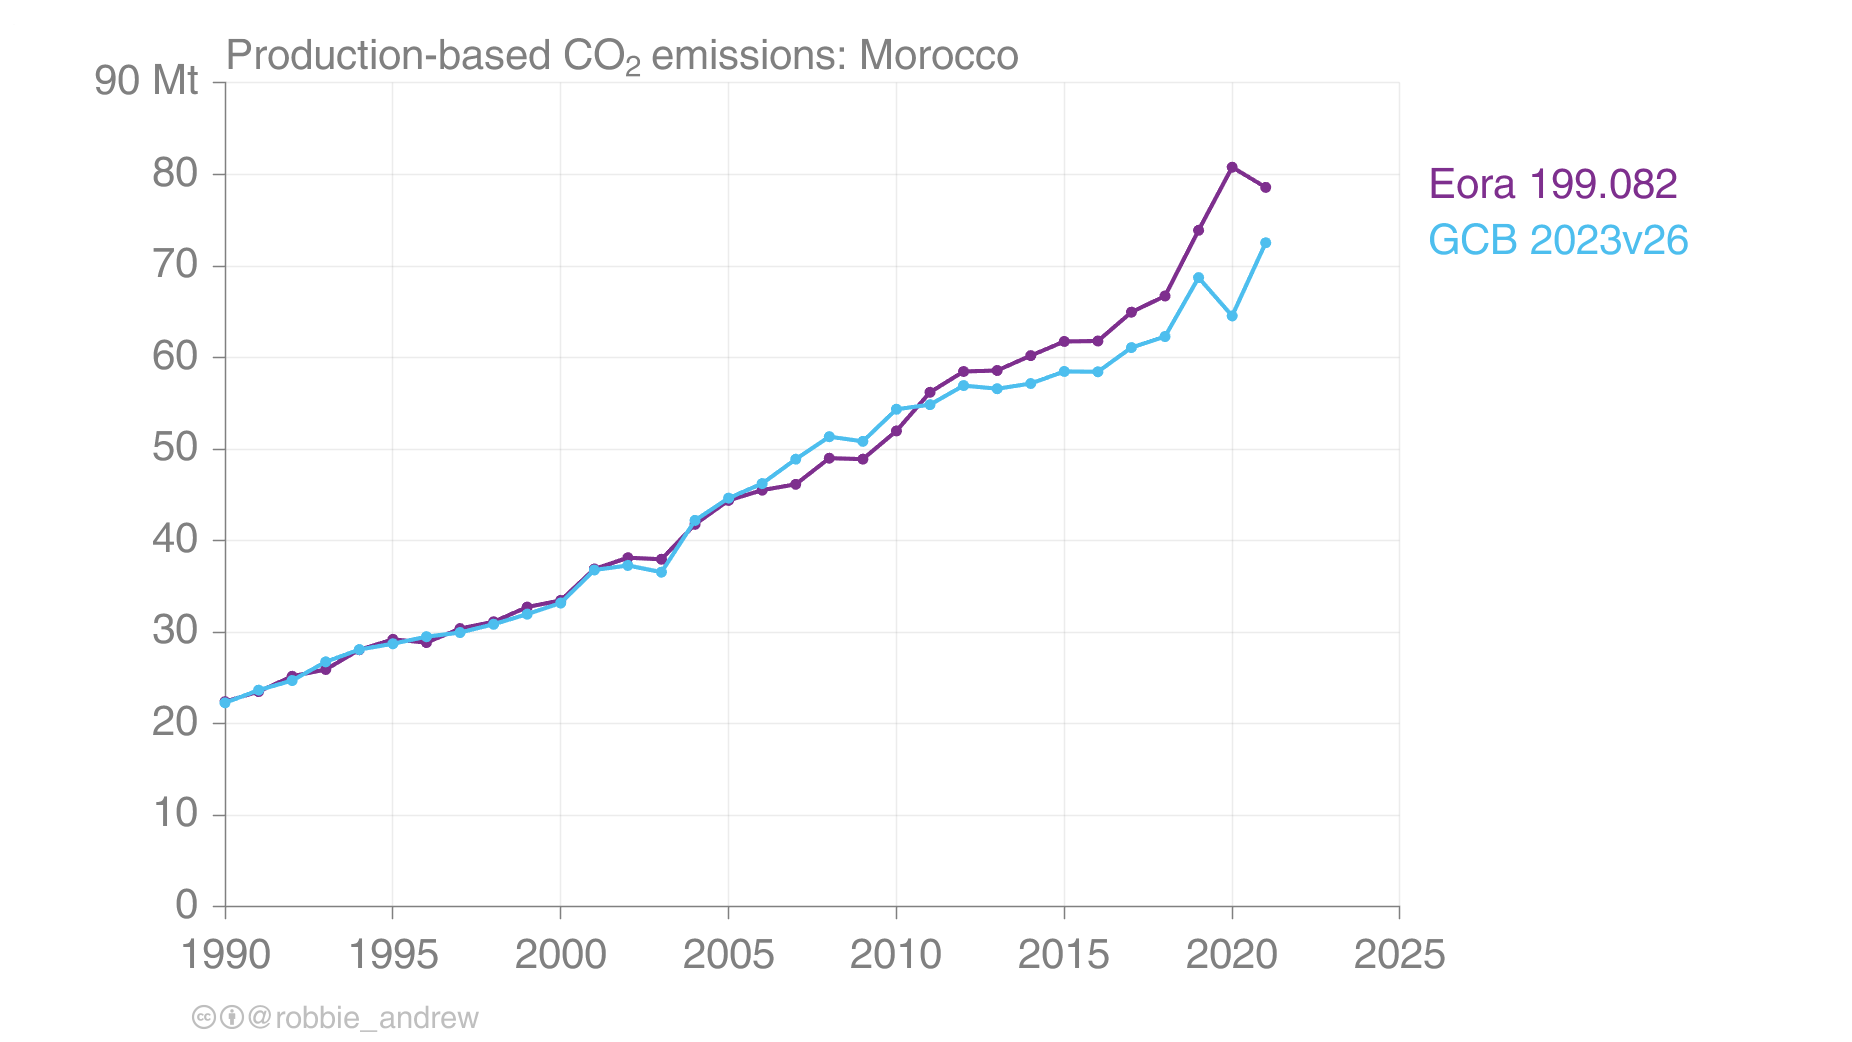 Production-based CO₂ emissions: Morocco
90 Mt
80
70
60
50
40
30
20
10
0
1990 1995 2000 2005 2010 2015 2020 2025
Eora 199.082
GCB 2023v26
cc @robbie_andrew